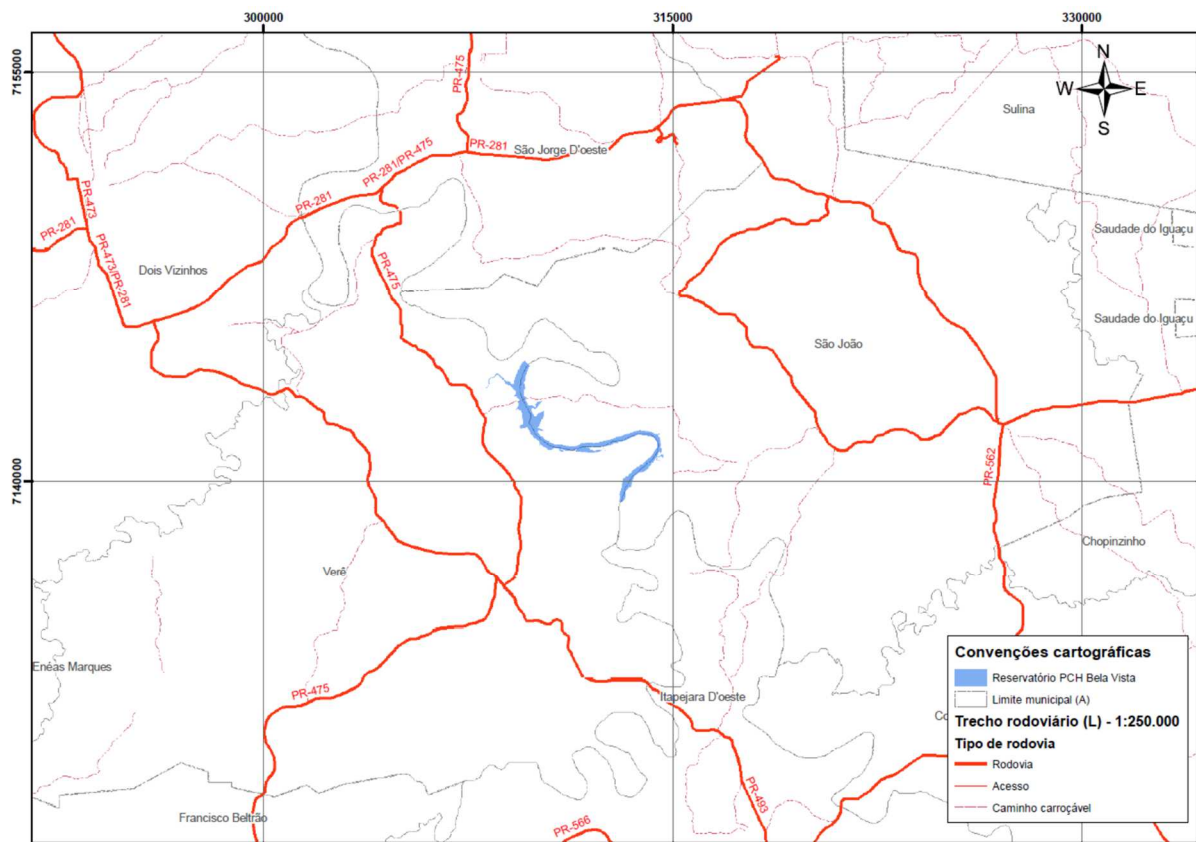 300000
315000
330000
7155000
N
W
E
S
PR-475
Sulina
PR-281
São Jorge D'oeste
PR-281/PR-475
PR-473
PR-281
PR-281
Saudade do Iguaçu
PR-473/PR-281
Dois Vizinhos
PR-475
Saudade do Iguaçu
São João
7140000
PR-562
Chopinzinho
Verê
Enéas Marques
PR-475
Itapejara D'oeste
PR-493
Francisco Beltrão
PR-566
Convenções cartográficas
Reservatório PCH Bela Vista
Limite municipal (A)
Trecho rodoviário (L) - 1:250.000
Tipo de rodovia
Rodovia
Acesso
Caminho carroçável